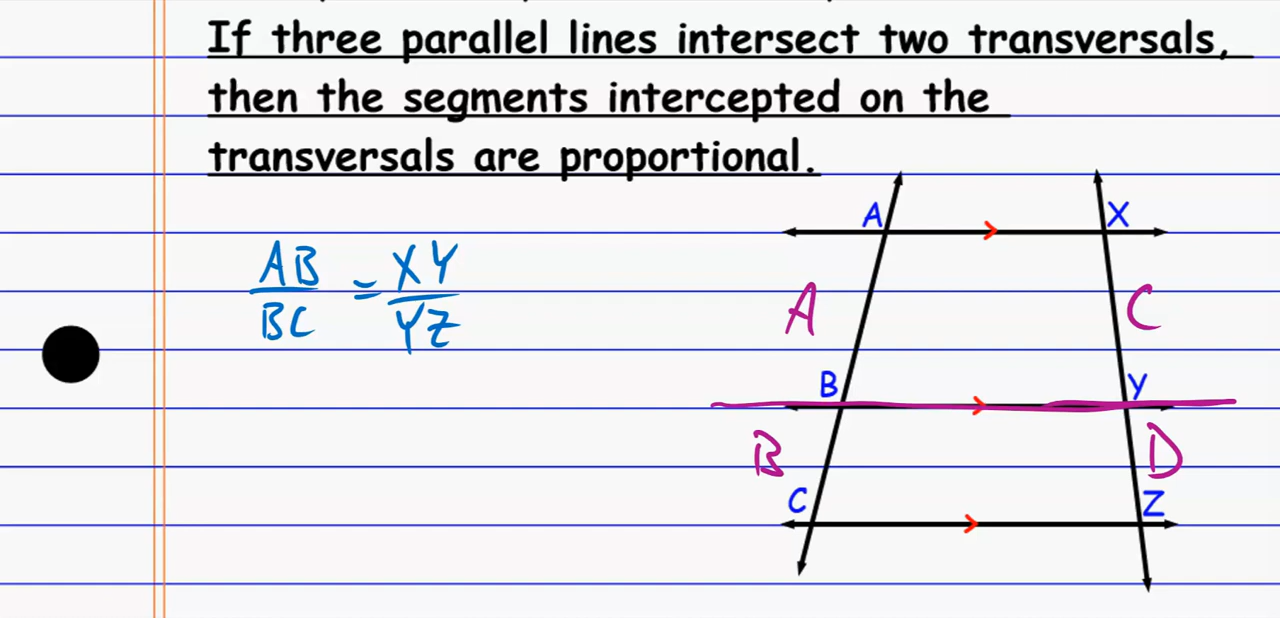 If three parallel lines intersect two transversals,
then the segments intercepted on the
transversals are proportional.
A X
AB = XY
BC YZ
A C
B Y
B D
C Z